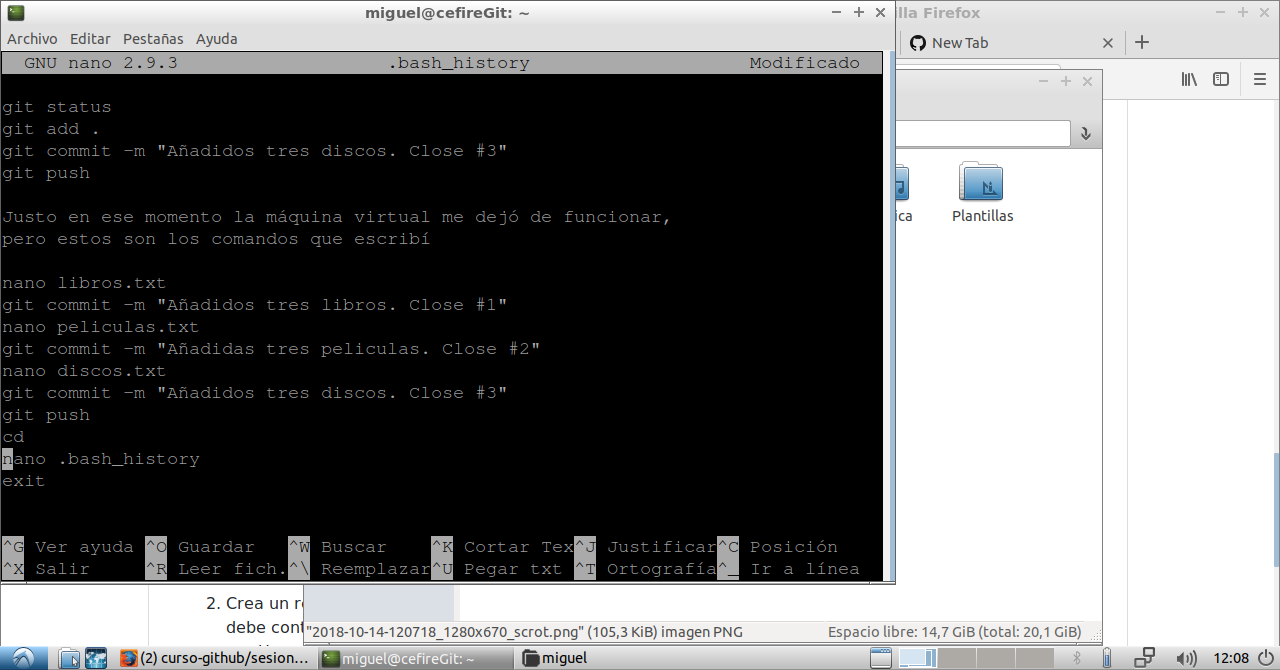 miguel@cefireGit: ~
illa Firefox
Archivo Editar Pestañas Ayuda
New Tab
GNU nano 2.9.3 .bash_history Modificado
git status
git add .
git commit -m "Añadidos tres discos. Close #3"
git push
Justo en ese momento la máquina virtual me dejó de funcionar,
pero estos son los comandos que escribí
nano libros.txt
git commit -m "Añadidos tres libros. Close #1"
nano peliculas.txt
git commit -m "Añadidas tres peliculas. Close #2"
nano discos.txt
git commit -m "Añadidos tres discos. Close #3"
git push
cd
nano .bash_history
exit
ica
Plantillas
^G Ver ayuda ^O Guardar ^W Buscar ^K Cortar Tex^J Justificar^C Posición
^X Salir ^R Leer fich.^\ Reemplazar^U Pegar txt ^T Ortografía^_ Ir a línea
2. Crea un re
debe cont
"2018-10-14-120718_1280x670_scrot.png" (105,3 KiB) imagen PNG Espacio libre: 14,7 GiB (total: 20,1 GiB)
(2) curso-github/sesion... miguel@cefireGit: ~ miguel 12:08